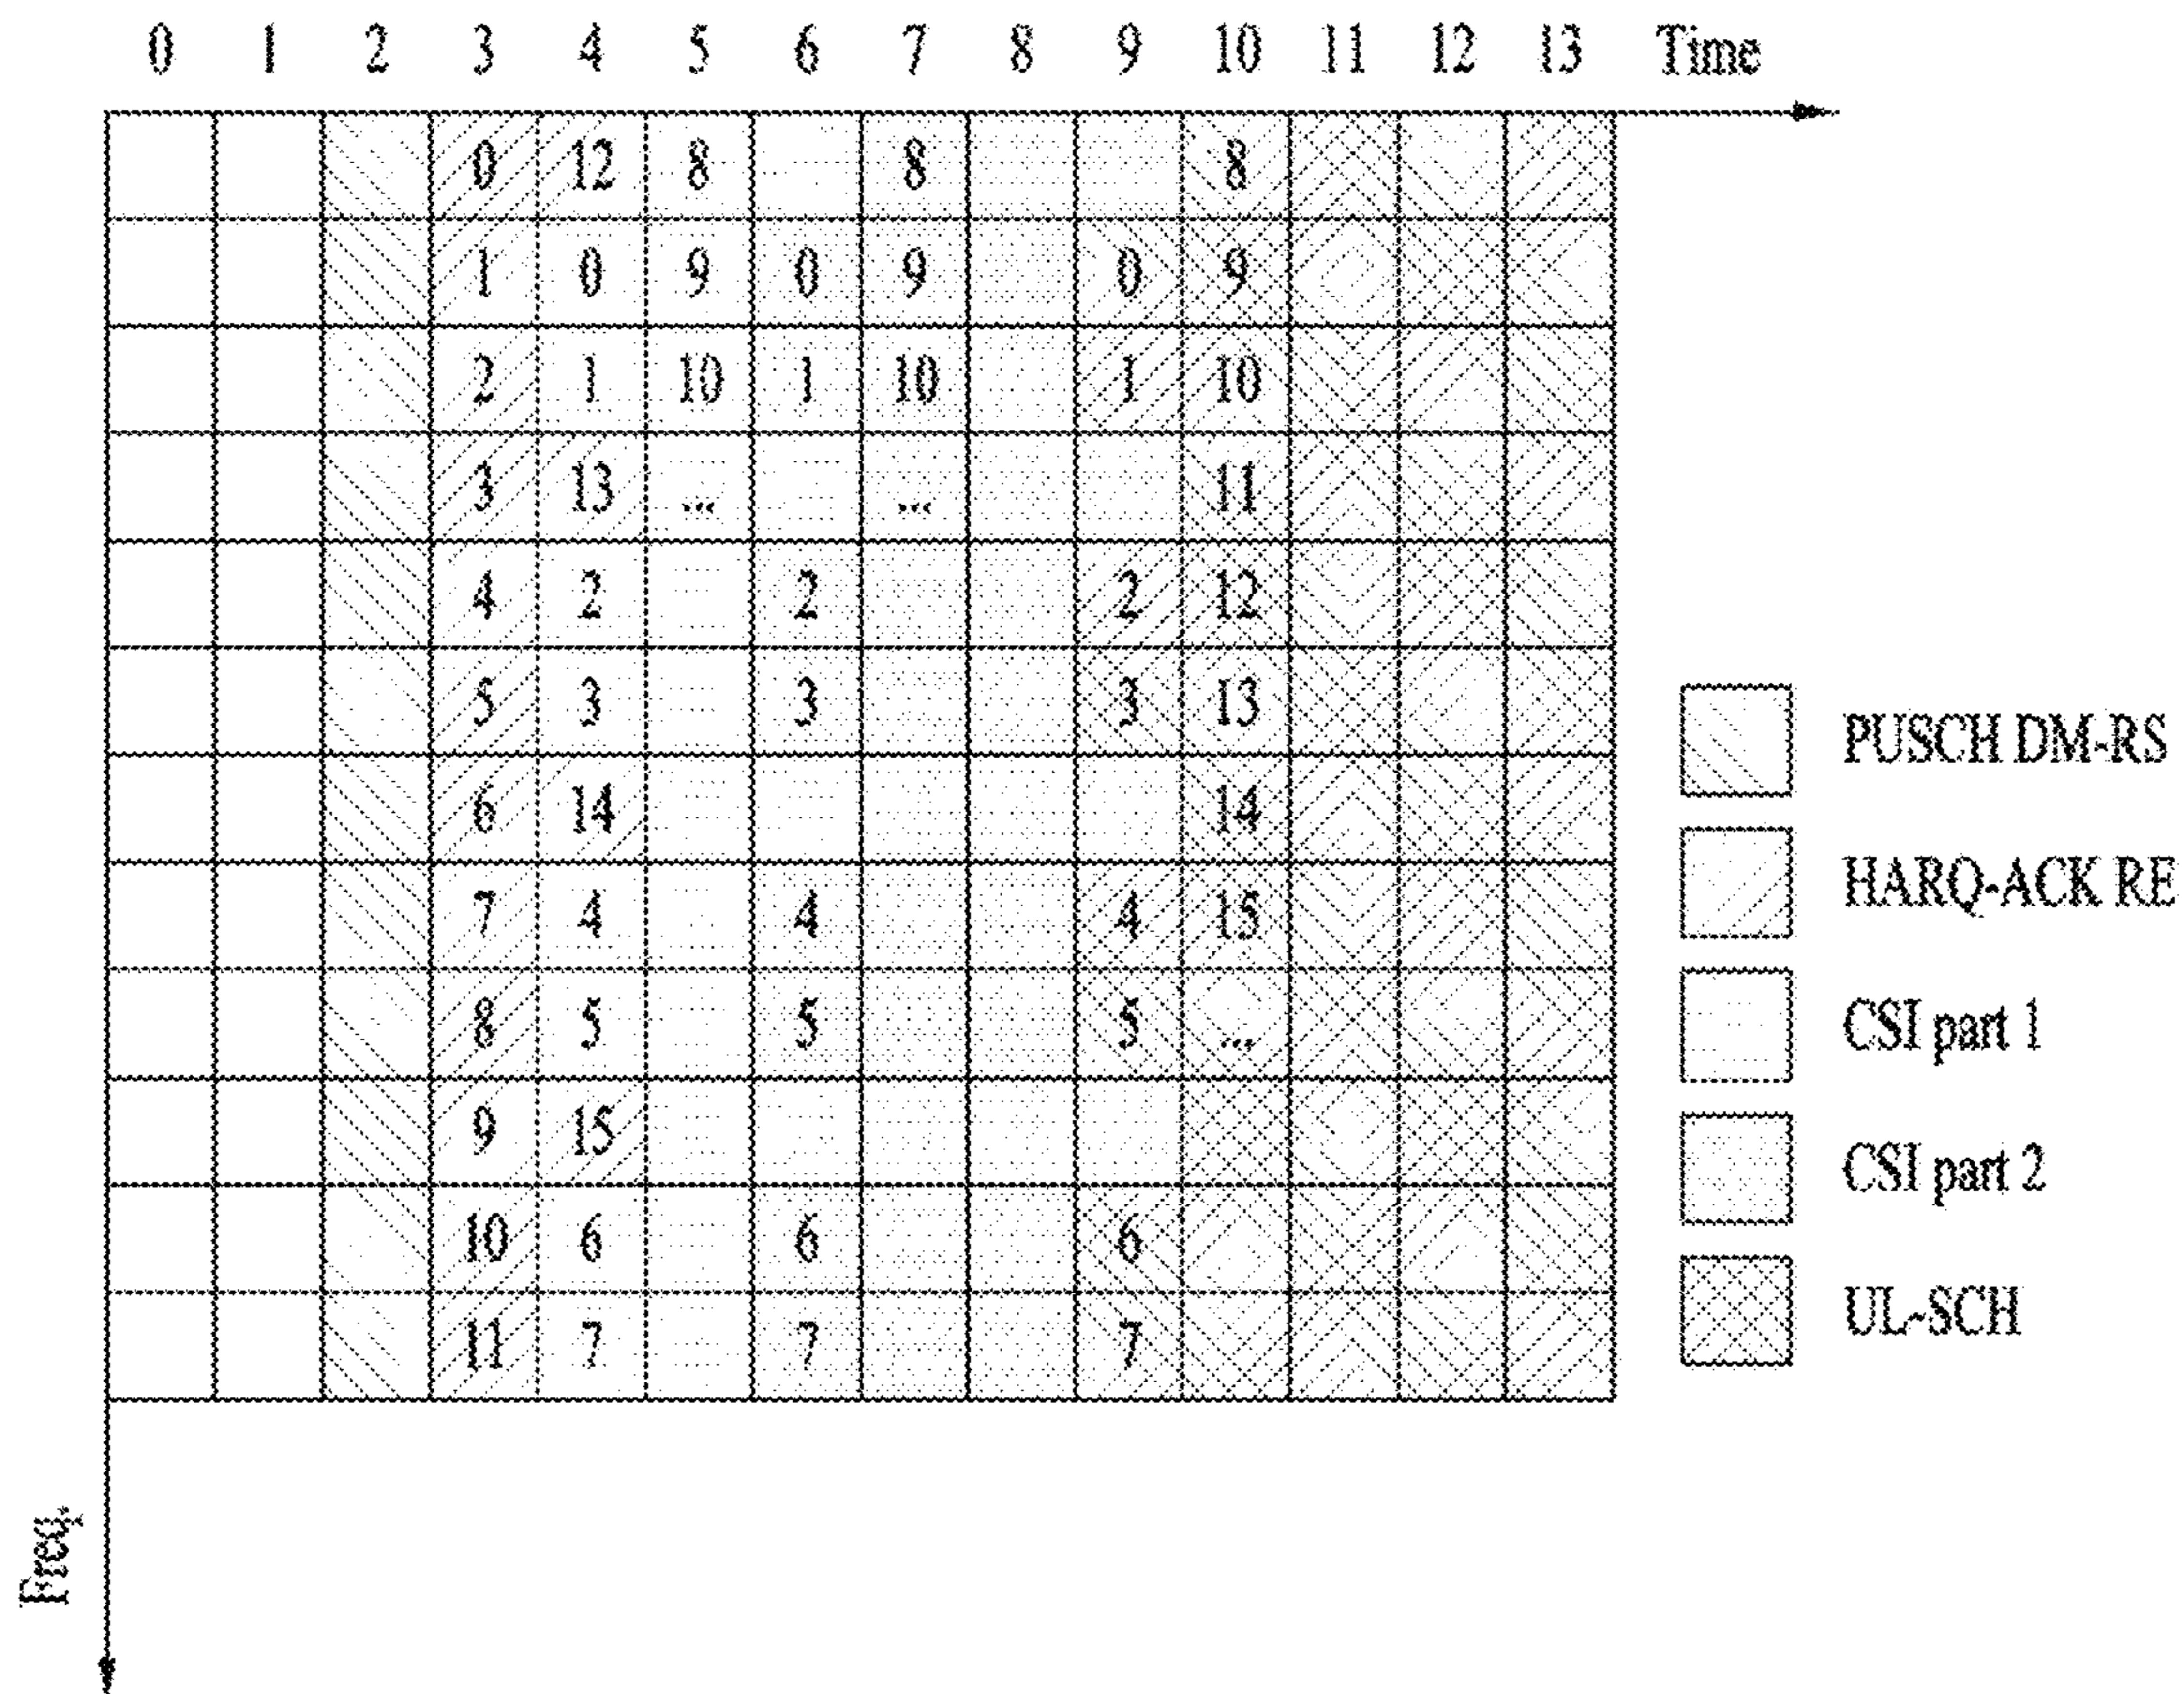 0 1 2 3 4 5 6 7 8 9 10 11 12 13 Time
0 12 8 8 8
1 0 9 0 9 0 9
2 1 10 1 10 1 10
3 13 ... ... 11
4 2 2 2 12
5 3 3 3 13
6 14 14
7 4 4 4 15
8 5 5 5 ...
9 15
10 6 6 6
11 7 7 7
PUSCH DM-RS
HARQ-ACK RE
CSI part 1
CSI part 2
UL-SCH
Freq.